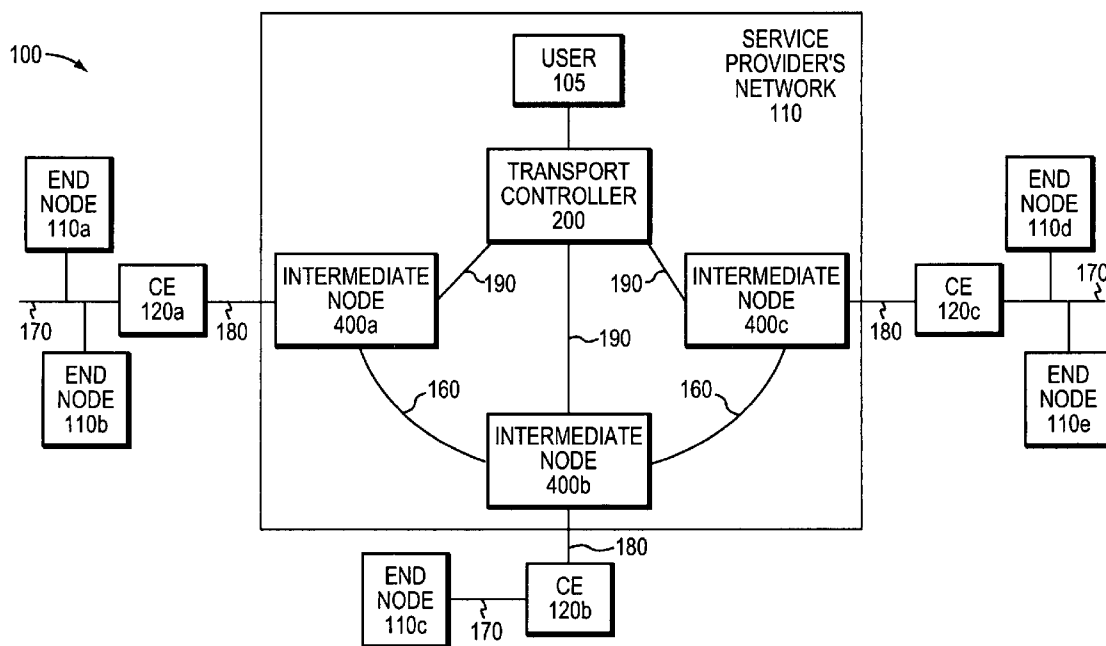 100
SERVICE
PROVIDER'S
NETWORK
110
USER
105
TRANSPORT
CONTROLLER
200
END
NODE
110a
END
NODE
110b
CE
120a
170
180
INTERMEDIATE
NODE
400a
190
190
190
INTERMEDIATE
NODE
400c
160
160
INTERMEDIATE
NODE
400b
180
CE
120c
END
NODE
110d
170
END
NODE
110e
180
CE
120b
170
END
NODE
110c